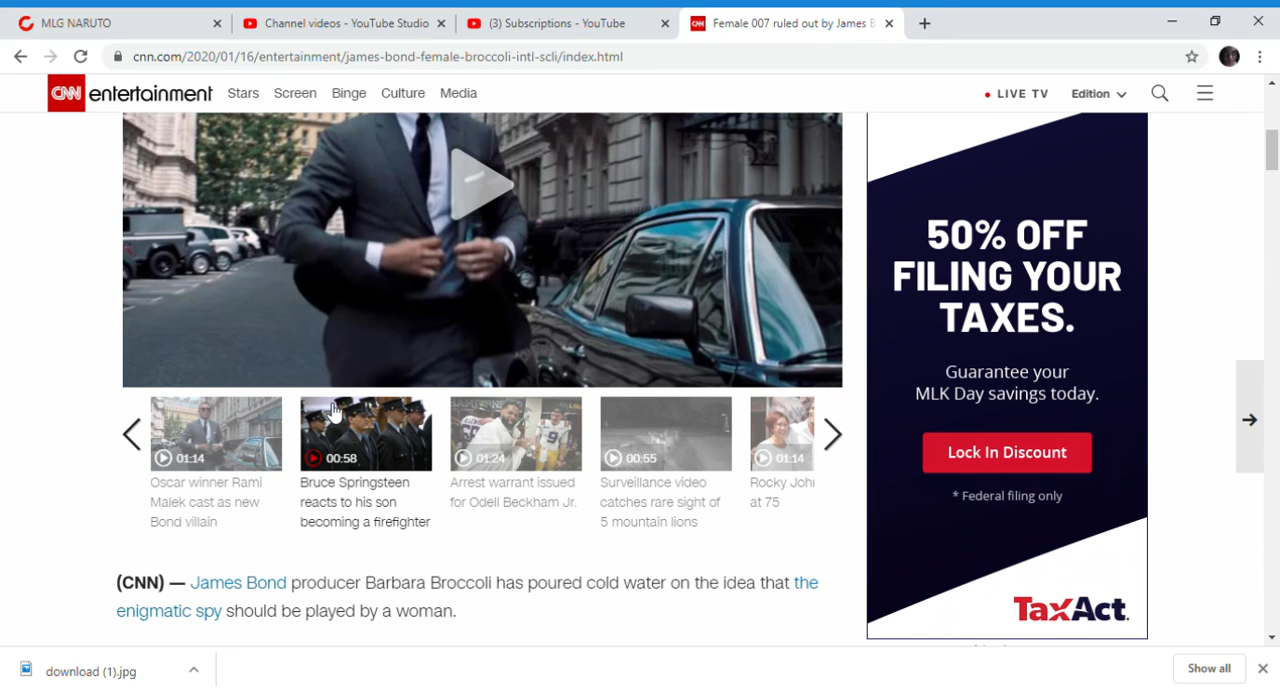 MLG NARUTO
Channel videos - YouTube Studio
(3) Subscriptions - YouTube
Female 007 ruled out by James B
cnn.com/2020/01/16/entertainment/james-bond-female-broccoli-intl-scli/index.html
CNN entertainment Stars Screen Binge Culture Media LIVE TV Edition
01:14
Oscar winner Rami
Malek cast as new
Bond villain
00:58
Bruce Springsteen
reacts to his son
becoming a firefighter
01:24
Arrest warrant issued
for Odell Beckham Jr.
00:55
Surveillance video
catches rare sight of
5 mountain lions
01:14
Rocky John
at 75
(CNN) — James Bond producer Barbara Broccoli has poured cold water on the idea that the
enigmatic spy should be played by a woman.
50% OFF
FILING YOUR
TAXES.
Guarantee your
MLK Day savings today.
Lock In Discount
* Federal filing only
TaxAct.
download (1).jpg
Show all